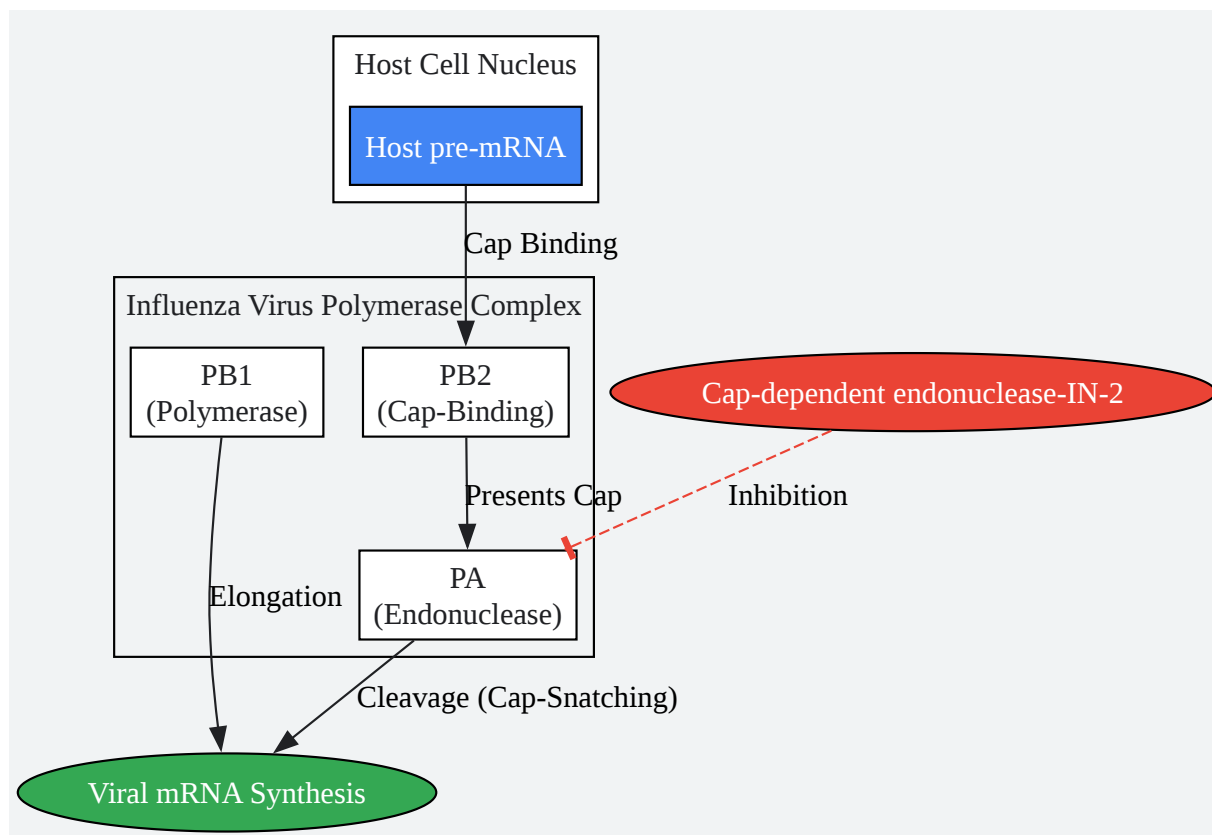 Host Cell Nucleus
Host pre-mRNA
Cap Binding
Influenza Virus Polymerase Complex
PB1
(Polymerase)
PB2
(Cap-Binding)
Cap-dependent endonuclease-IN-2
Presents Cap
Inhibition
Elongation
PA
(Endonuclease)
Cleavage (Cap-Snatching)
Viral mRNA Synthesis